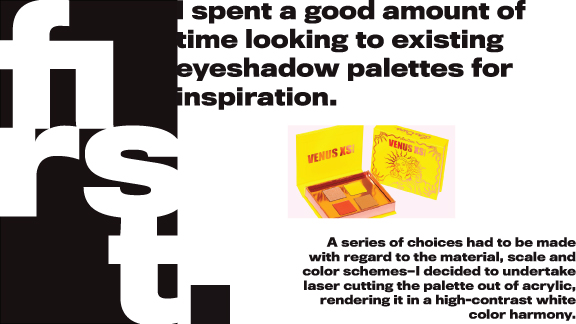 first.
I spent a good amount of
time looking to existing
eyeshadow palettes for
inspiration.
VENUS XS!
VENUS XS!
A series of choices had to be made
with regard to the material, scale and
color schemes–I decided to undertake
laser cutting the palette out of acrylic,
rendering it in a high-contrast white
color harmony.